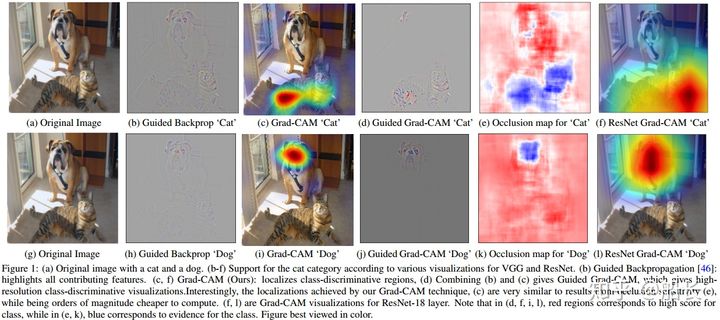 (a) Original Image (b) Guided Backprop ‘Cat’ (c) Grad-CAM ‘Cat’ (d) Guided Grad-CAM ‘Cat’ (e) Occlusion map for ‘Cat’ (f) ResNet Grad-CAM ‘Cat’
(g) Original Image (h) Guided Backprop ‘Dog’ (i) Grad-CAM ‘Dog’ (j) Guided Grad-CAM ‘Dog’ (k) Occlusion map for ‘Dog’ (l) ResNet Grad-CAM ‘Dog’
Figure 1: (a) Original image with a cat and a dog. (b-f) Support for the cat category according to various visualizations for VGG and ResNet. (b) Guided Backpropagation [46]:
highlights all contributing features. (c, f) Grad-CAM (Ours): localizes class-discriminative regions, (d) Combining (b) and (c) gives Guided Grad-CAM, which gives high-
resolution class-discriminative visualizations.Interestingly, the localizations achieved by our Grad-CAM technique, (c) are very similar to results from occlusion sensitivity (e),
while being orders of magnitude cheaper to compute. (f, l) are Grad-CAM visualizations for ResNet-18 layer. Note that in (d, f, i, l), red regions corresponds to high score for
class, while in (e, k), blue corresponds to evidence for the class. Figure best viewed in color.
知乎